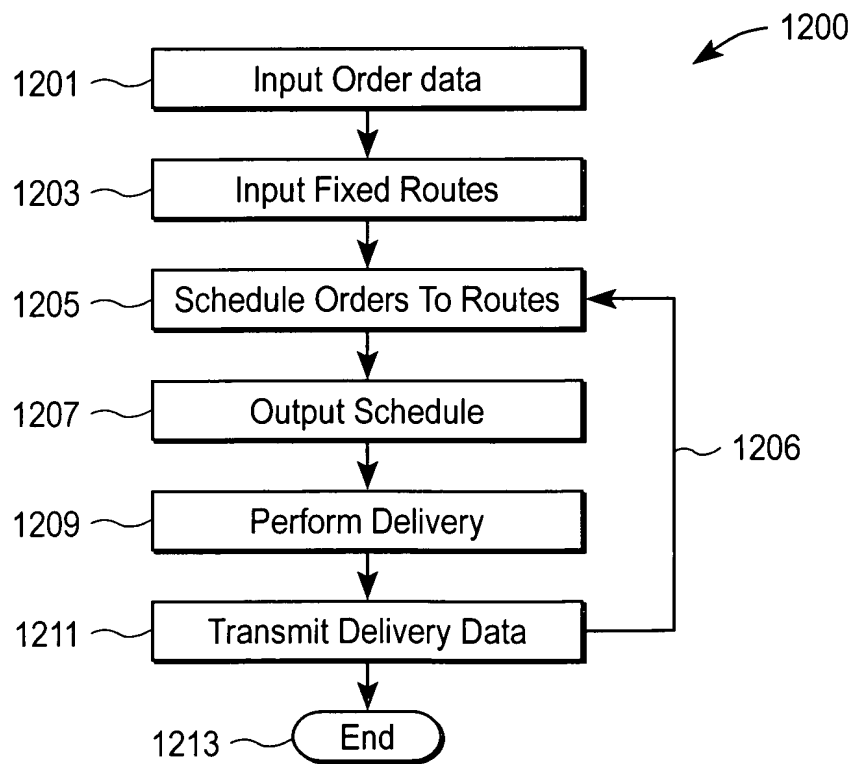 1200
1201 Input Order data
1203 Input Fixed Routes
1205 Schedule Orders To Routes
1207 Output Schedule
1206
1209 Perform Delivery
1211 Transmit Delivery Data
1213 End